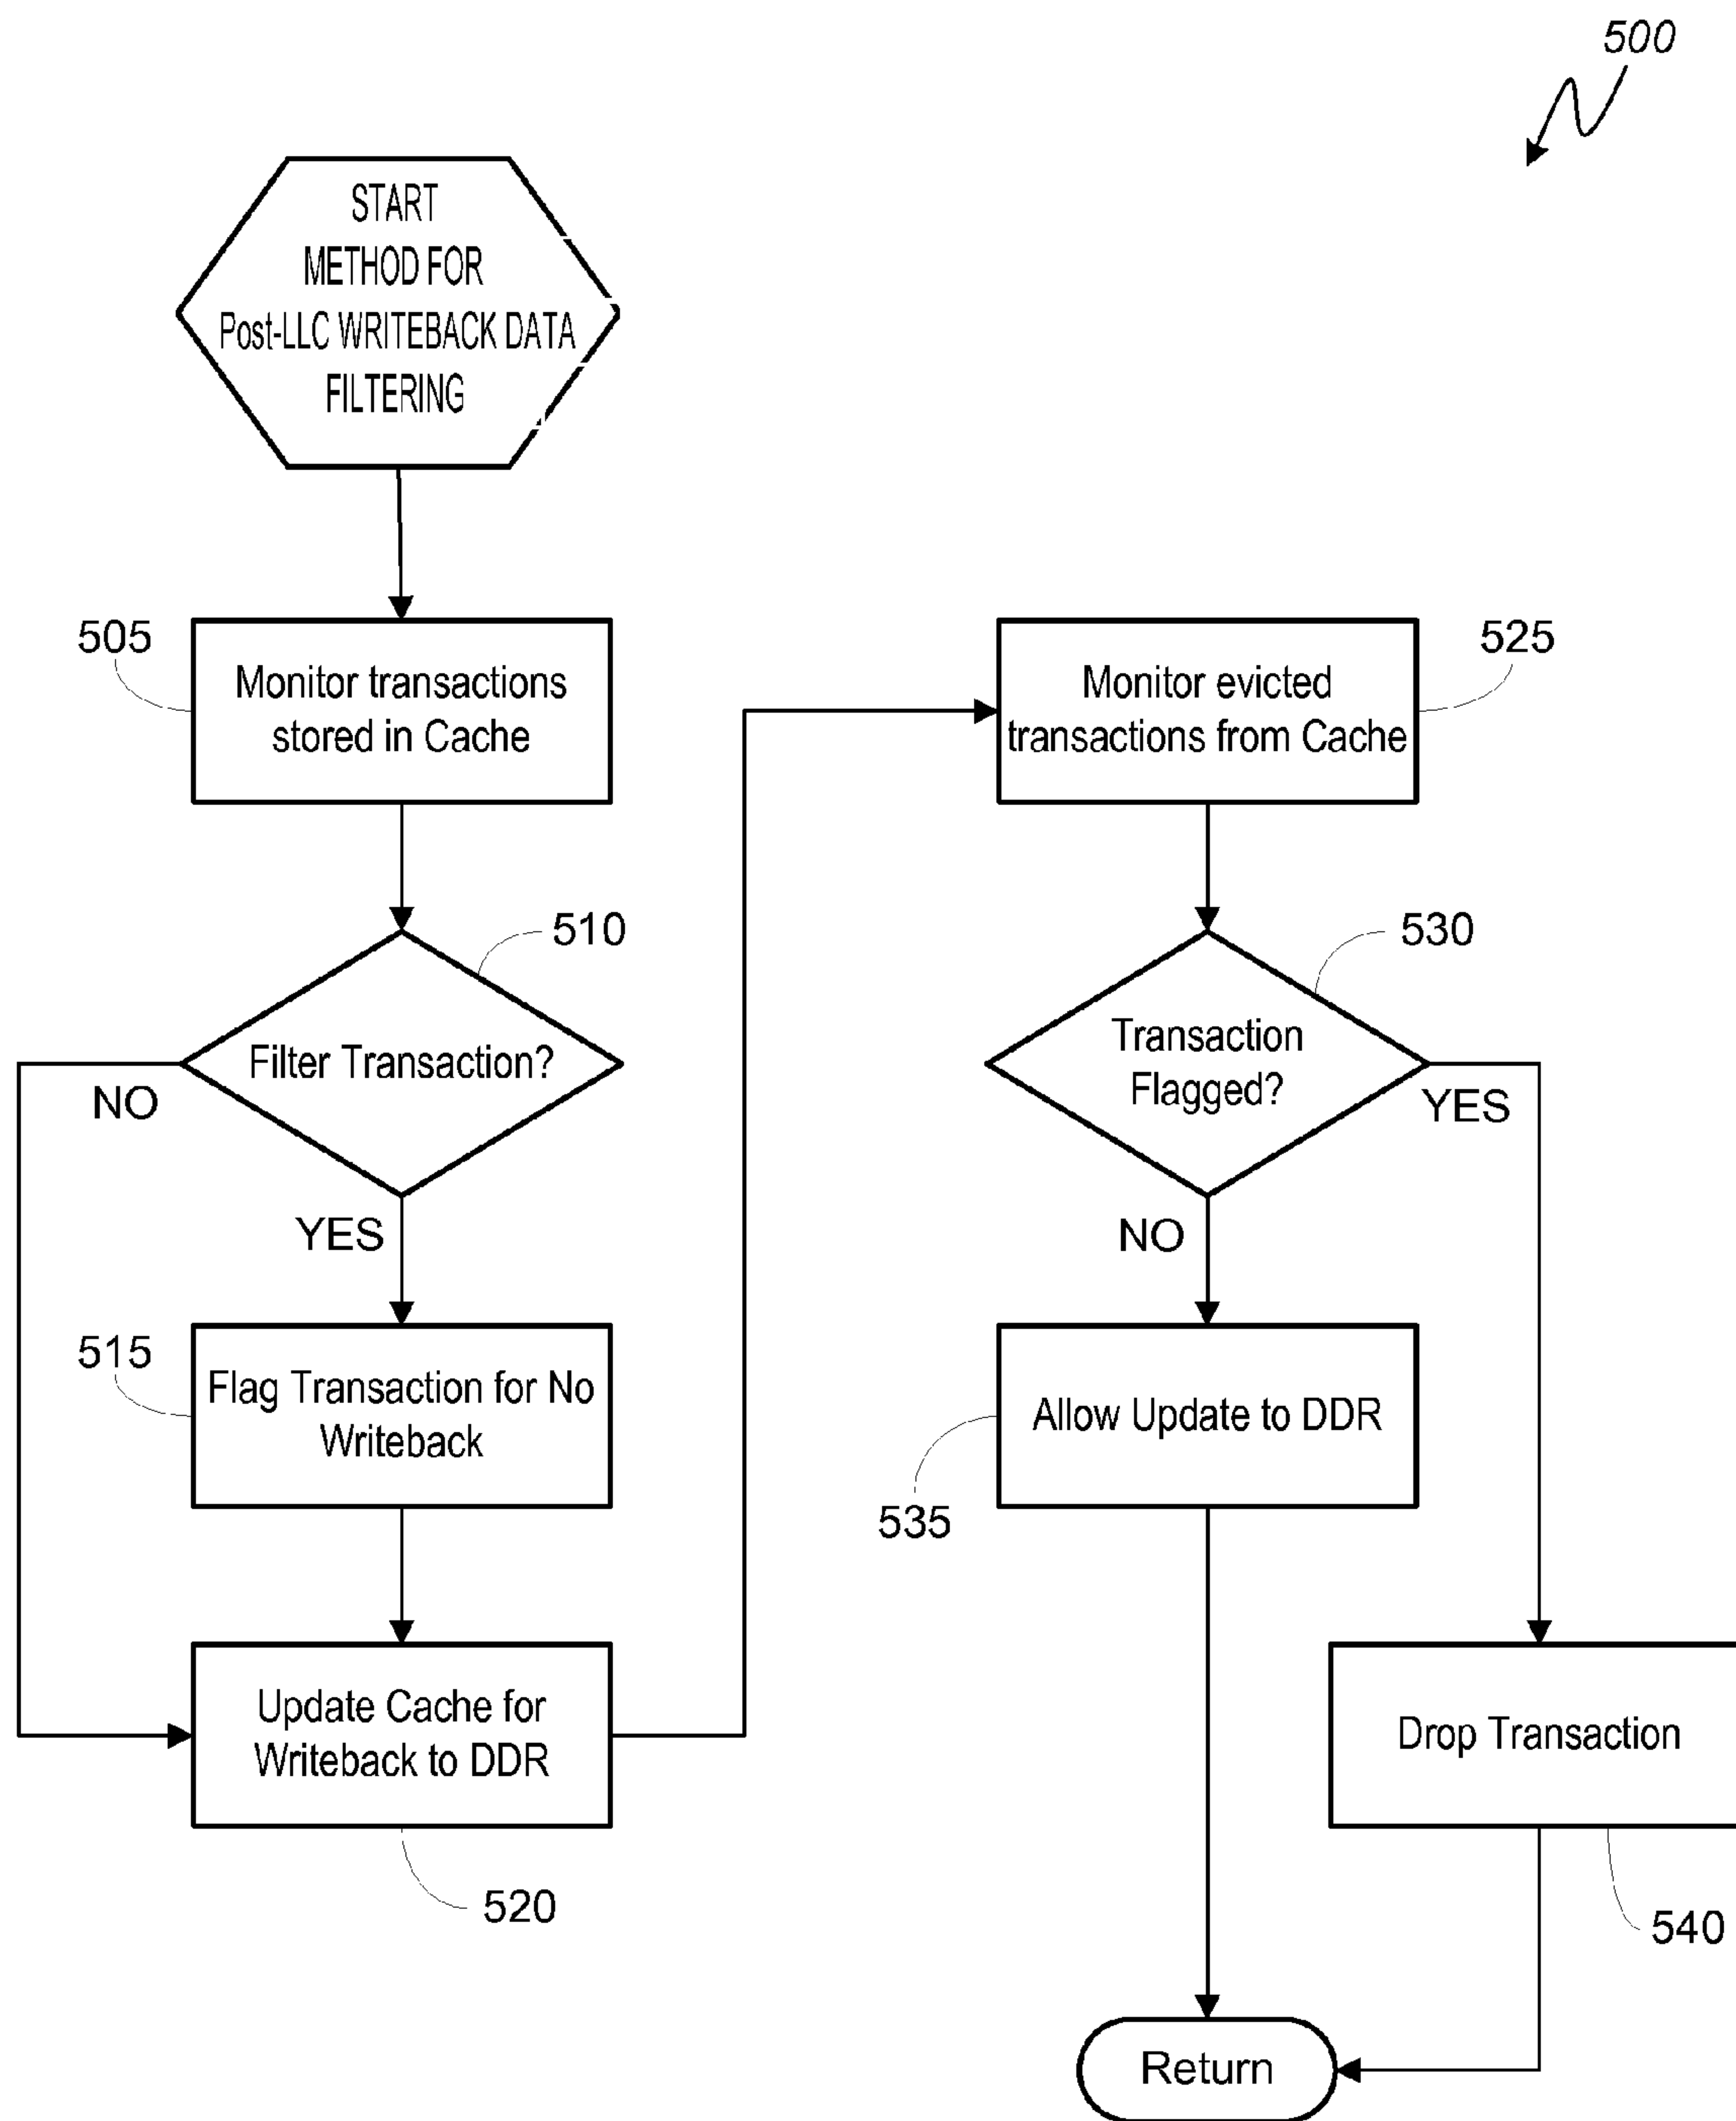 500
START
METHOD FOR
Post-LLC WRITEBACK DATA
FILTERING
505
Monitor transactions
stored in Cache
510
Filter Transaction?
NO
YES
515
Flag Transaction for No
Writeback
Update Cache for
Writeback to DDR
520
525
Monitor evicted
transactions from Cache
530
Transaction
Flagged?
YES
NO
Allow Update to DDR
535
Drop Transaction
540
Return